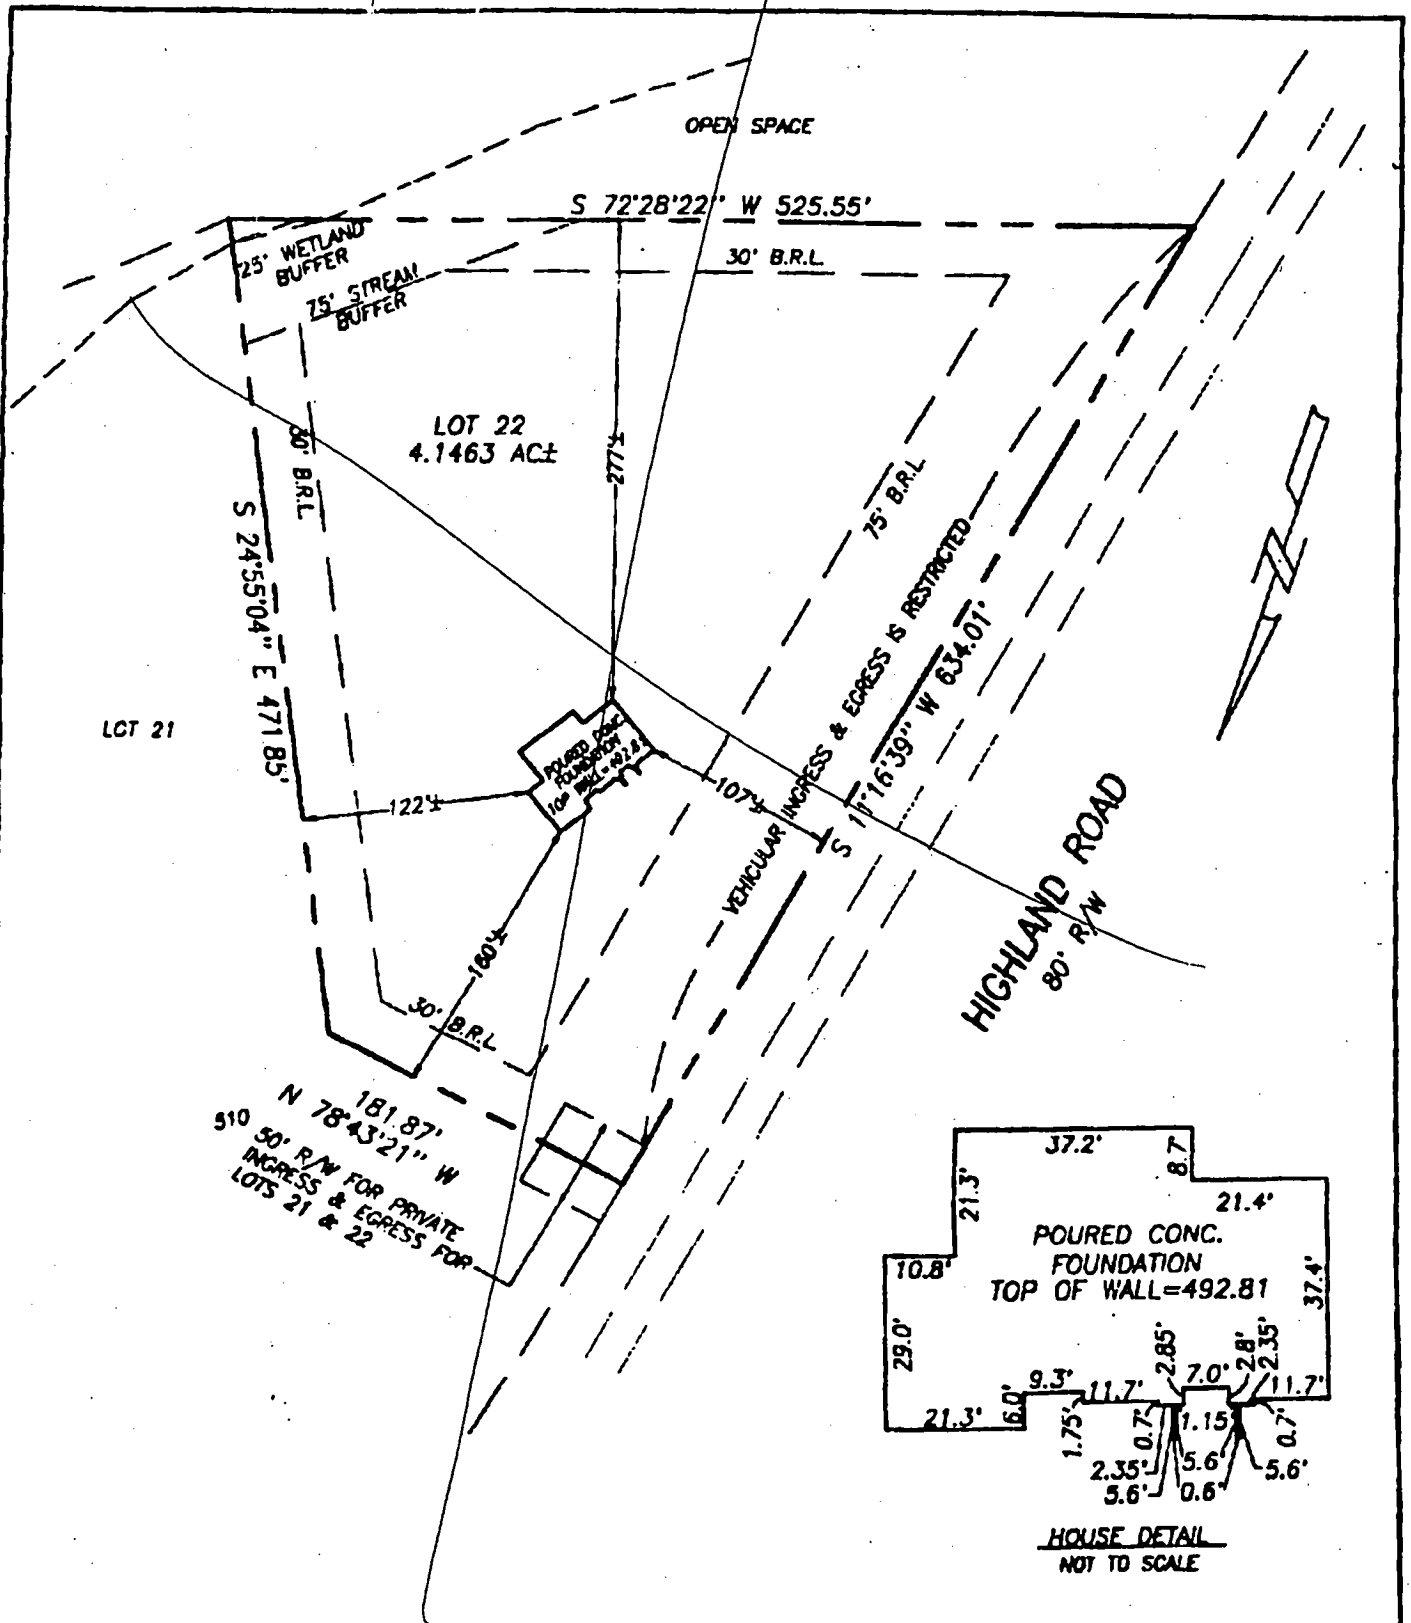 OPEN SPACE
S 72°28'22" W 525.55'
25' WETLAND
BUFFER
30' B.R.L.
75' STREAM
BUFFER
LOT 22
4.1463 AC±
277'±
30' B.R.L.
75' B.R.L.
S 24°55'04" E 471.85'
VEHICULAR INGRESS & EGRESS IS RESTRICTED
S 11°16'39" W 634.01'
LOT 21
POURED CONC.
FOUNDATION
122'±
107'±
HIGHLAND ROAD
80' R/W
160'±
30' B.R.L.
181.87'
N 78°43'21" W
50' R/W FOR PRIVATE
INGRESS & EGRESS FOR
LOTS 21 & 22
37.2'
8.7'
21.3'
21.4'
POURED CONC.
FOUNDATION
TOP OF WALL=492.81
10.8'
37.4'
29.0'
2.85'
7.0'
2.8'
2.35'
9.3'
11.7'
11.7'
21.3'
6.0'
1.75'
0.7'
1.15'
0.7'
2.35'
5.6'
5.6'
5.6'
0.6'
HOUSE DETAIL
NOT TO SCALE